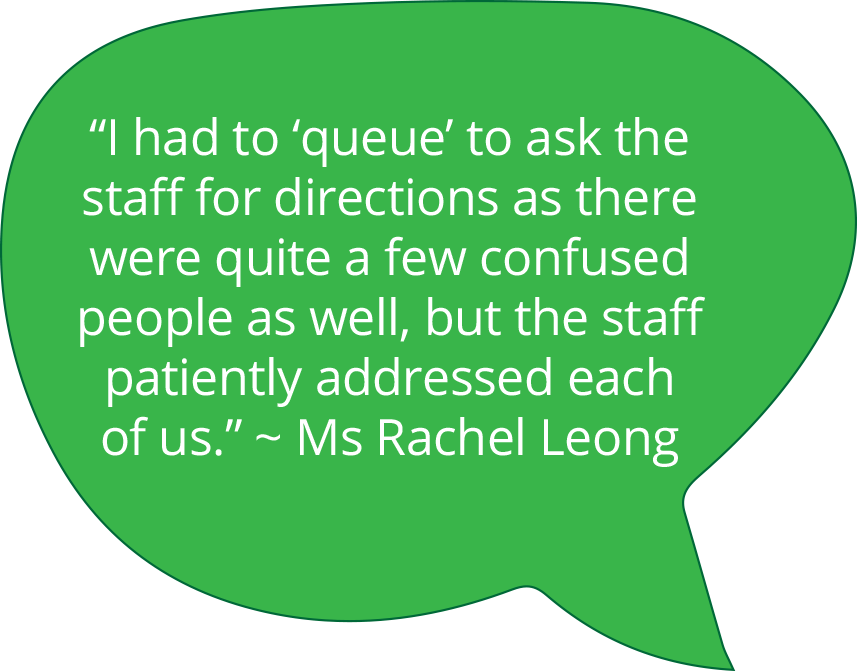 “I had to ‘queue’ to ask the
staff for directions as there
were quite a few confused
people as well, but the staff
patiently addressed each
of us.” ~ Ms Rachel Leong